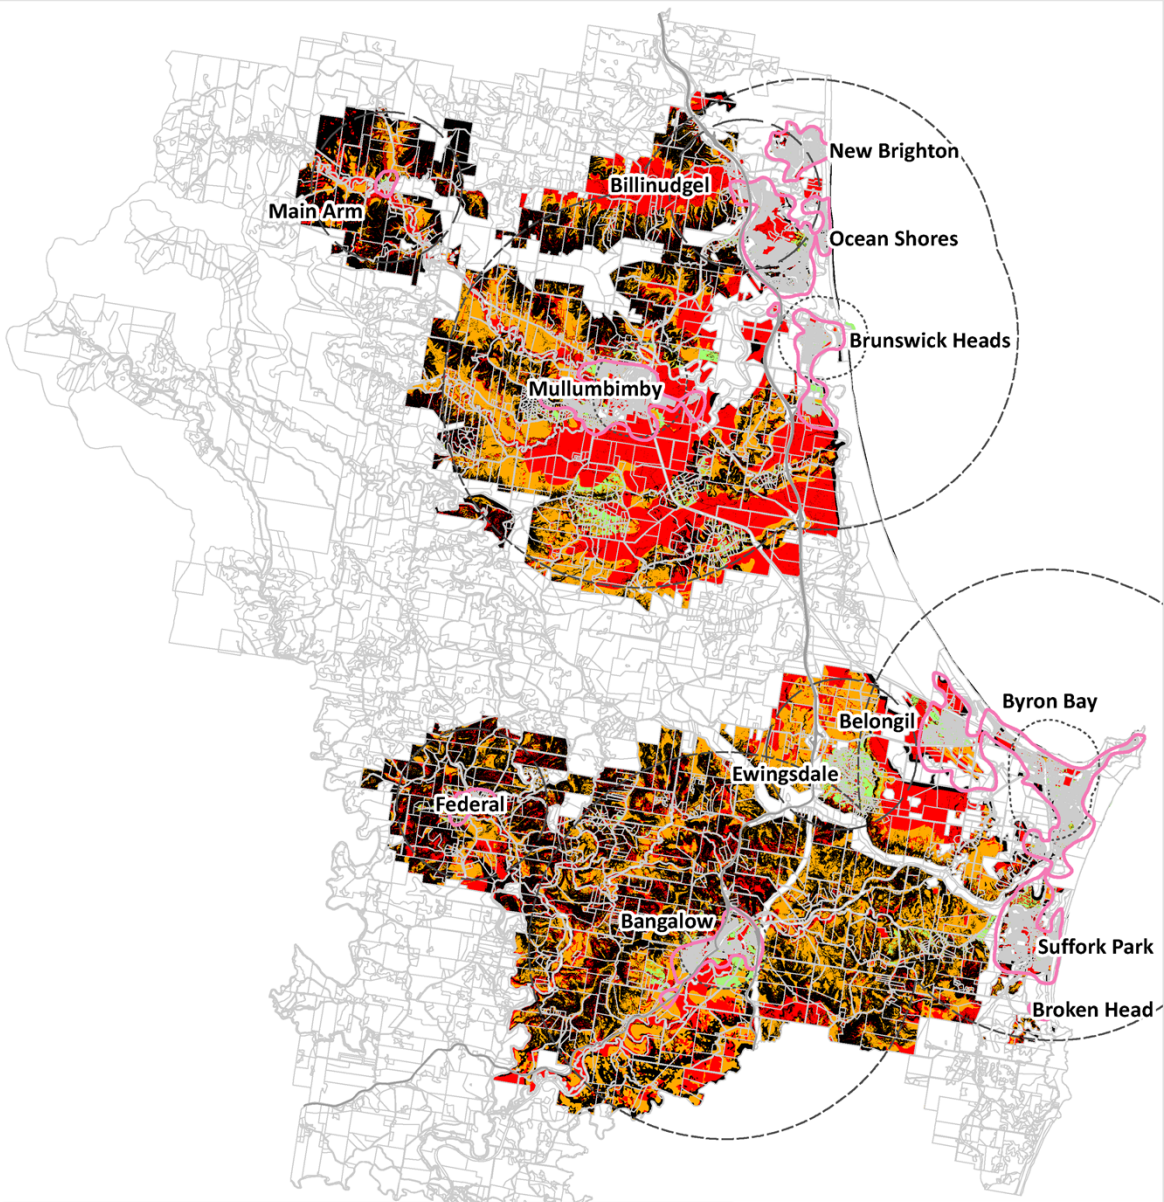 New Brighton
Billinudgel
Main Arm
Ocean Shores
Brunswick Heads
Mullumbimby
Byron Bay
Belongil
Ewingsdale
Federal
Bangalow
Suffork Park
Broken Head